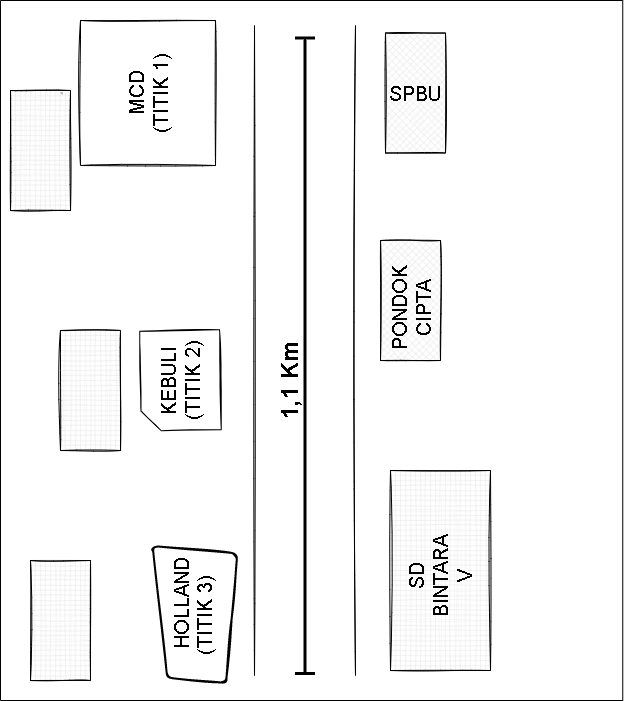 MCD
(TITIK 1)
SPBU
PONDOK
CIPTA
1,1 Km
KEBULI
(TITIK 2)
HOLLAND
(TITIK 3)
SD
BINTARA
V